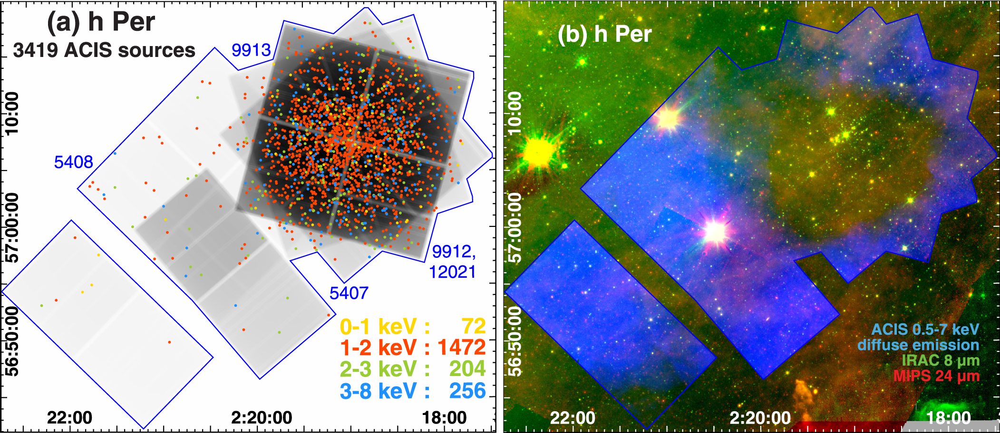 (a) h Per
3419 ACIS sources
9913
5408
9912,
12021
5407
0-1 keV : 72
1-2 keV : 1472
2-3 keV : 204
3-8 keV : 256
10:00
57:00:00
56:50:00
22:00
2:20:00
18:00
(b) h Per
10:00
57:00:00
56:50:00
ACIS 0.5-7 keV
diffuse emission
IRAC 8 µm
MIPS 24 µm
22:00
2:20:00
18:00